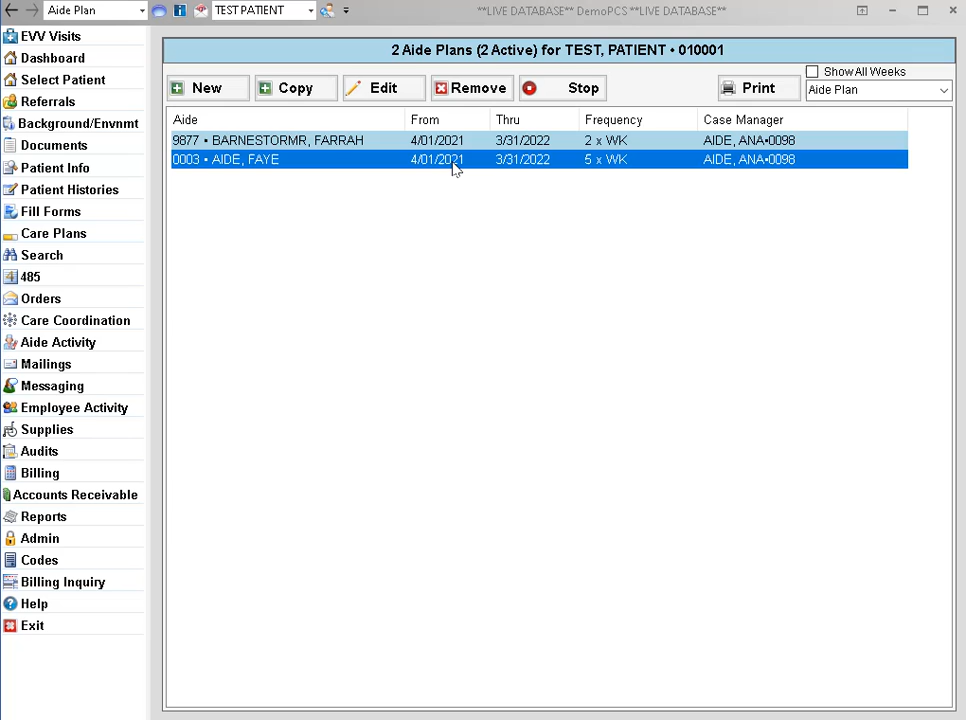 Aide Plan
TEST PATIENT
**LIVE DATABASE** DemoPCS **LIVE DATABASE**
EVV Visits
Dashboard
Select Patient
Referrals
Background/Envnmt
Documents
Patient Info
Patient Histories
Fill Forms
Care Plans
Search
485
Orders
Care Coordination
Aide Activity
Mailings
Messaging
Employee Activity
Supplies
Audits
Billing
Accounts Receivable
Reports
Admin
Codes
Billing Inquiry
Help
Exit
2 Aide Plans (2 Active) for TEST, PATIENT • 010001
New Copy Edit Remove Stop Print
Show All Weeks
Aide Plan
Aide From Thru Frequency Case Manager
9877 • BARNESTORMR, FARRAH 4/01/2021 3/31/2022 2 x WK AIDE, ANA•0098
0003 • AIDE, FAYE 4/01/2021 3/31/2022 5 x WK AIDE, ANA•0098